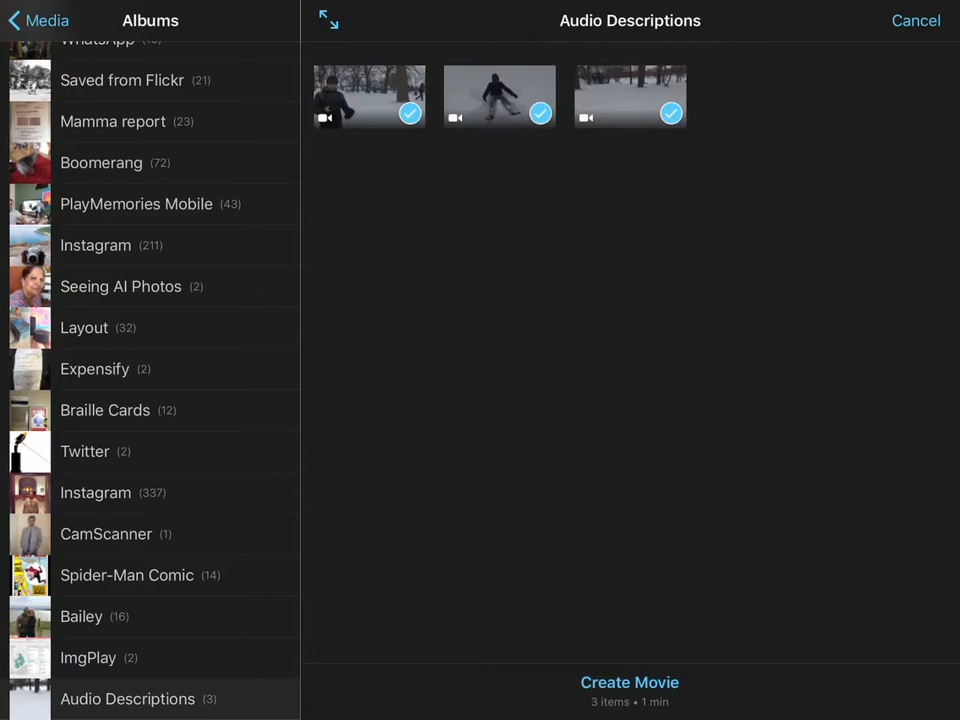 Media
Albums
WhatsApp
Saved from Flickr (21)
Mamma report (23)
Boomerang (72)
PlayMemories Mobile (43)
Instagram (211)
Seeing AI Photos (2)
Layout (32)
Expensify (2)
Braille Cards (12)
Twitter (2)
Instagram (337)
CamScanner (1)
Spider-Man Comic (14)
Bailey (16)
ImgPlay (2)
Audio Descriptions (3)
Audio Descriptions
Cancel
Create Movie
3 items • 1 min